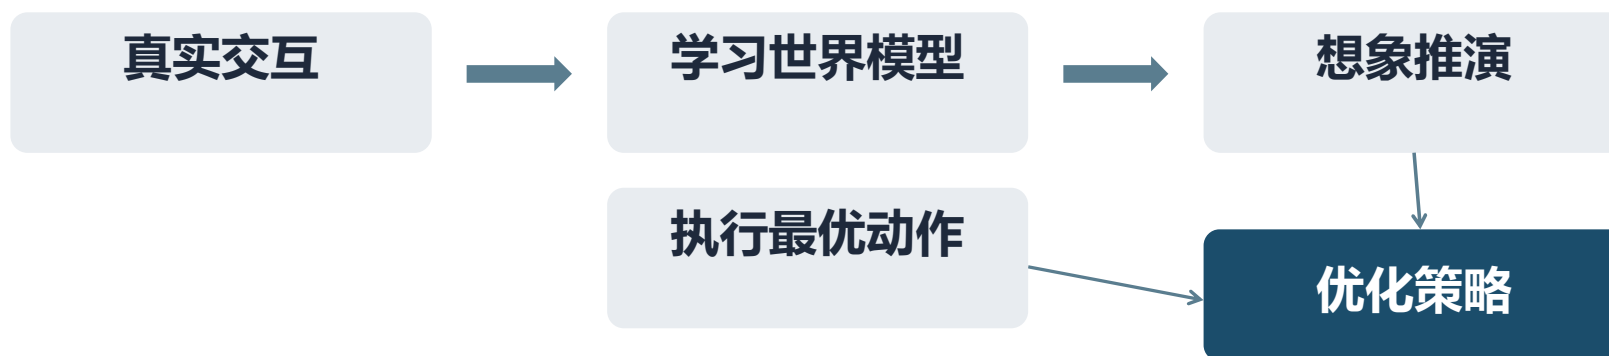 真实交互
学习世界模型
想象推演
执行最优动作
优化策略